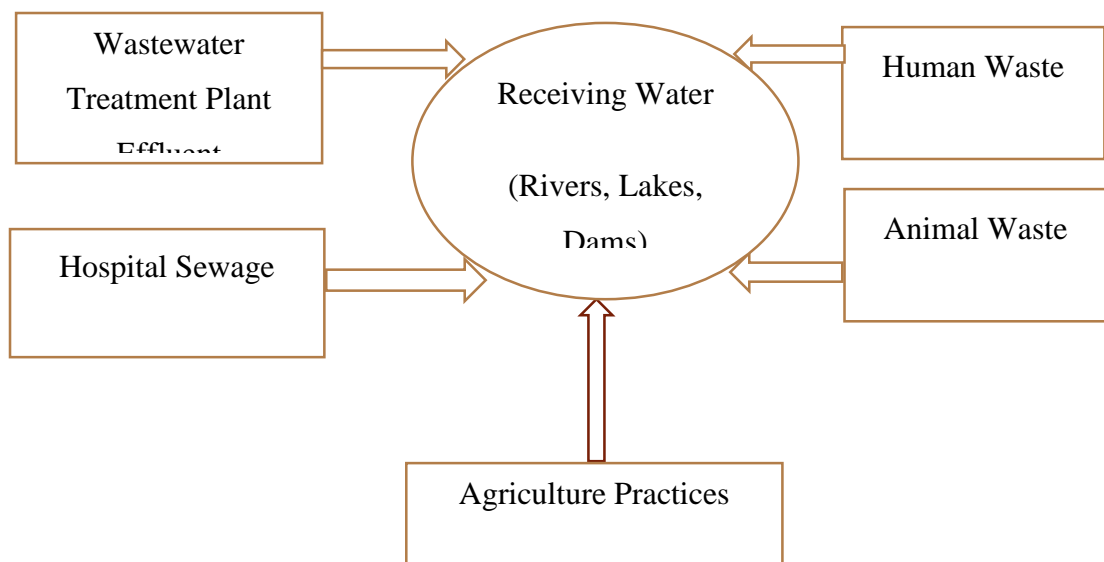 Wastewater
Treatment Plant
Effluent
Receiving Water
(Rivers, Lakes,
Dams)
Human Waste
Hospital Sewage
Animal Waste
Agriculture Practices